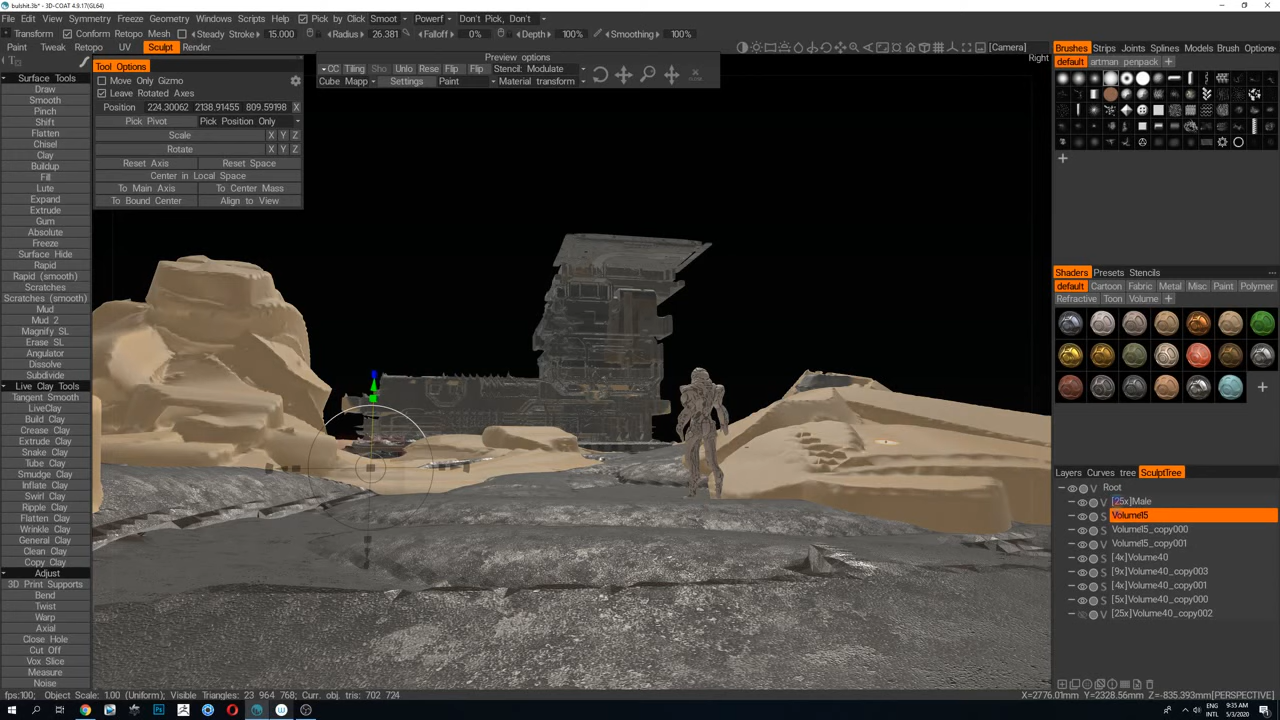 bulshit.3b* - 3D-COAT 4.9.17(GL64)
File Edit View Symmetry Freeze Geometry Windows Scripts Help Pick by Click Smoot Powerf Don't Pick, Don't
Transform Conform Retopo Mesh Steady Stroke 15.000 Radius 26.381 Falloff 0% Depth 100% Smoothing 100% [Camera]
Paint Tweak Retopo UV Sculpt Render
Right
Preview options
CC Tiling Sho Unlo Rese Flip Flip Stencil: Modulate
Cube Mapp Settings Paint Material transform
CLOSE
Tool Options
Move Only Gizmo
Leave Rotated Axes
Position 224.30062 2138.91455 809.59198 X
Pick Pivot Pick Position Only
Scale X Y Z
Rotate X Y Z
Reset Axis Reset Space
Center in Local Space
To Main Axis To Center Mass
To Bound Center Align to View
Surface Tools
Draw
Smooth
Pinch
Shift
Flatten
Chisel
Clay
Buildup
Fill
Lute
Expand
Extrude
Gum
Absolute
Freeze
Surface Hide
Rapid
Rapid (smooth)
Scratches
Scratches (smooth)
Mud
Mud 2
Magnify SL
Erase SL
Angulator
Dissolve
Subdivide
Live Clay Tools
Tangent Smooth
LiveClay
Build Clay
Crease Clay
Extrude Clay
Snake Clay
Tube Clay
Smudge Clay
Inflate Clay
Swirl Clay
Ripple Clay
Flatten Clay
Wrinkle Clay
General Clay
Clean Clay
Copy Clay
Adjust
3D Print Supports
Bend
Twist
Warp
Axial
Close Hole
Cut Off
Vox Slice
Measure
Noise
Brushes Strips Joints Splines Models Brush Options
default artman penpack +
Shaders Presets Stencils
default Cartoon Fabric Metal Misc Paint Polymer
Refractive Toon Volume +
Layers Curves tree SculptTree
V Root
V [25x]Male
S Volume15
S Volume15_copy000
V Volume15_copy001
S [4x]Volume40
S [9x]Volume40_copy003
S [4x]Volume40_copy001
S [5x]Volume40_copy000
S [25x]Volume40_copy002
fps:100; Object Scale: 1.00 (Uniform); Visible Triangles: 23 964 768; Curr. obj. tris: 702 724
X=2776.01mm Y=2328.56mm Z=-835.393mm[PERSPECTIVE]
ENG
INTL
9:35 AM
5/3/2020